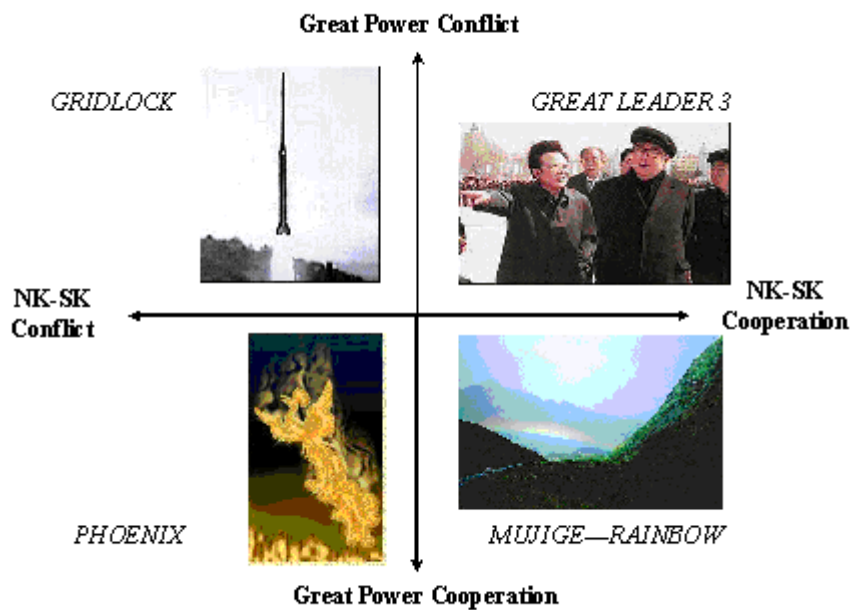 Great Power Conflict
GRIDLOCK
GREAT LEADER 3
NK-SK
Conflict
NK-SK
Cooperation
PHOENIX
MUJIGE—RAINBOW
Great Power Cooperation